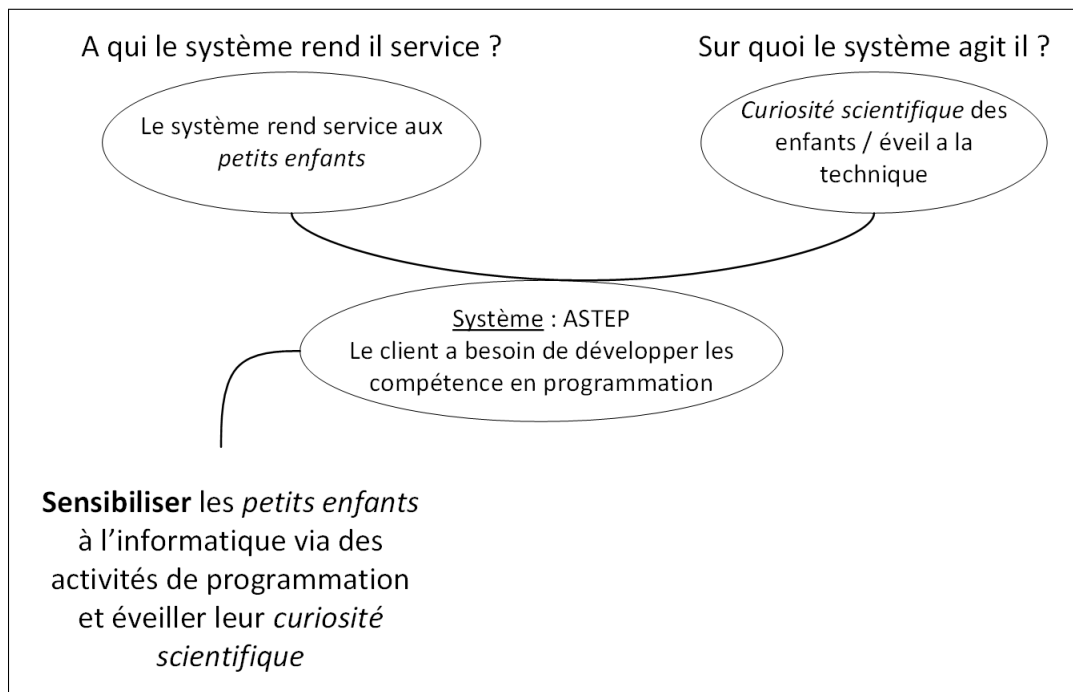 A qui le système rend il service ?
Sur quoi le système agit il ?
Le système rend service aux
petits enfants
Curiosité scientifique des
enfants / éveil a la
technique
Système : ASTEP
Le client a besoin de développer les
compétence en programmation
Sensibiliser les petits enfants
à l’informatique via des
activités de programmation
et éveiller leur curiosité
scientifique